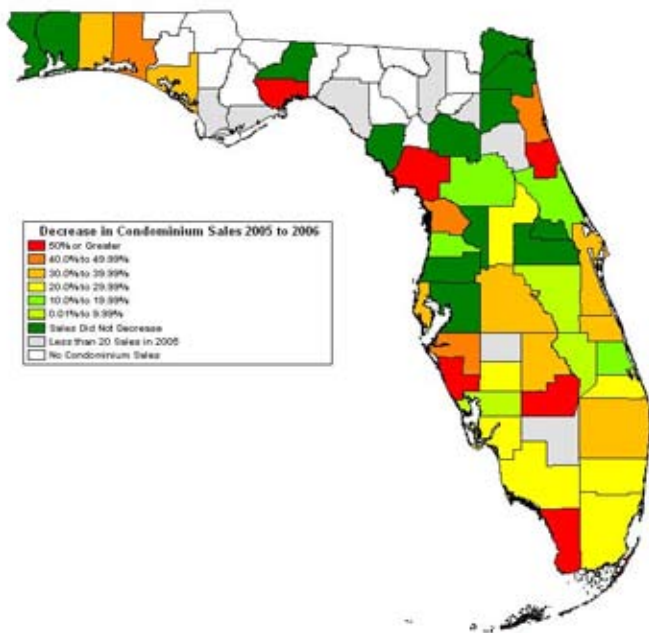 Decrease in Condominium Sales 2005 to 2006
50% or Greater
40.0% to 49.99%
30.0% to 39.99%
20.0% to 29.99%
10.0% to 19.99%
0.01% to 9.99%
Sales Did Not Decrease
Less than 20 Sales in 2005
No Condominium Sales